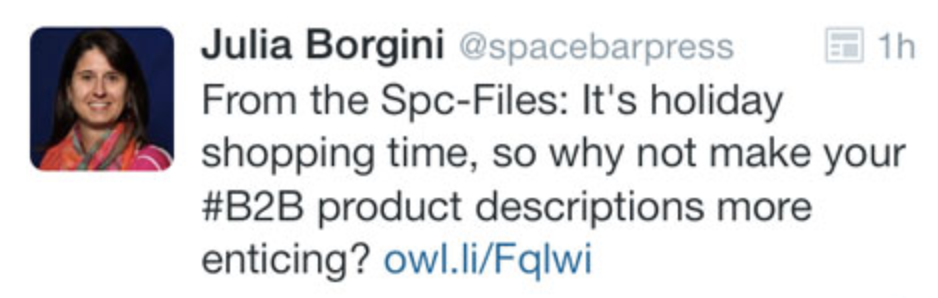 Julia Borgini @spacebarpress 1h
From the Spc-Files: It's holiday
shopping time, so why not make your
#B2B product descriptions more
enticing? owl.li/Fqlwi